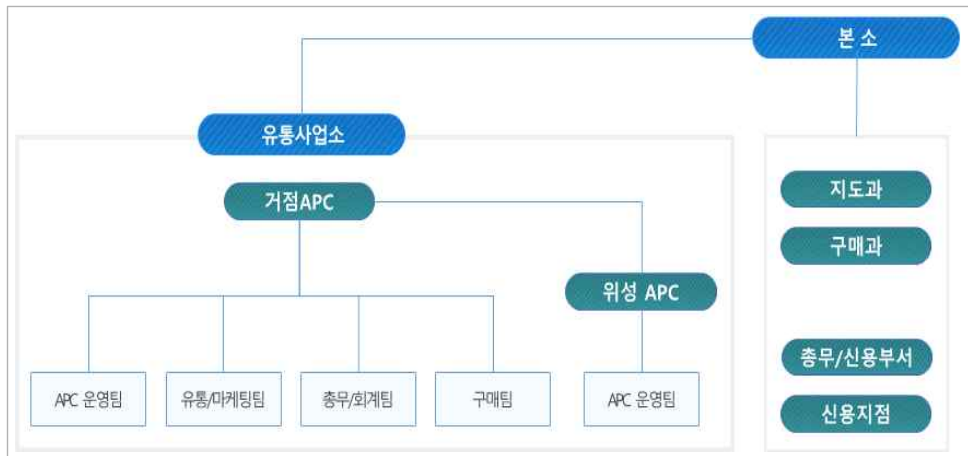 본 소
유통사업소
거점APC
지도과
구매과
위성 APC
총무/신용부서
APC 운영팀
유통/마케팅팀
총무/회계팀
구매팀
APC 운영팀
신용지점